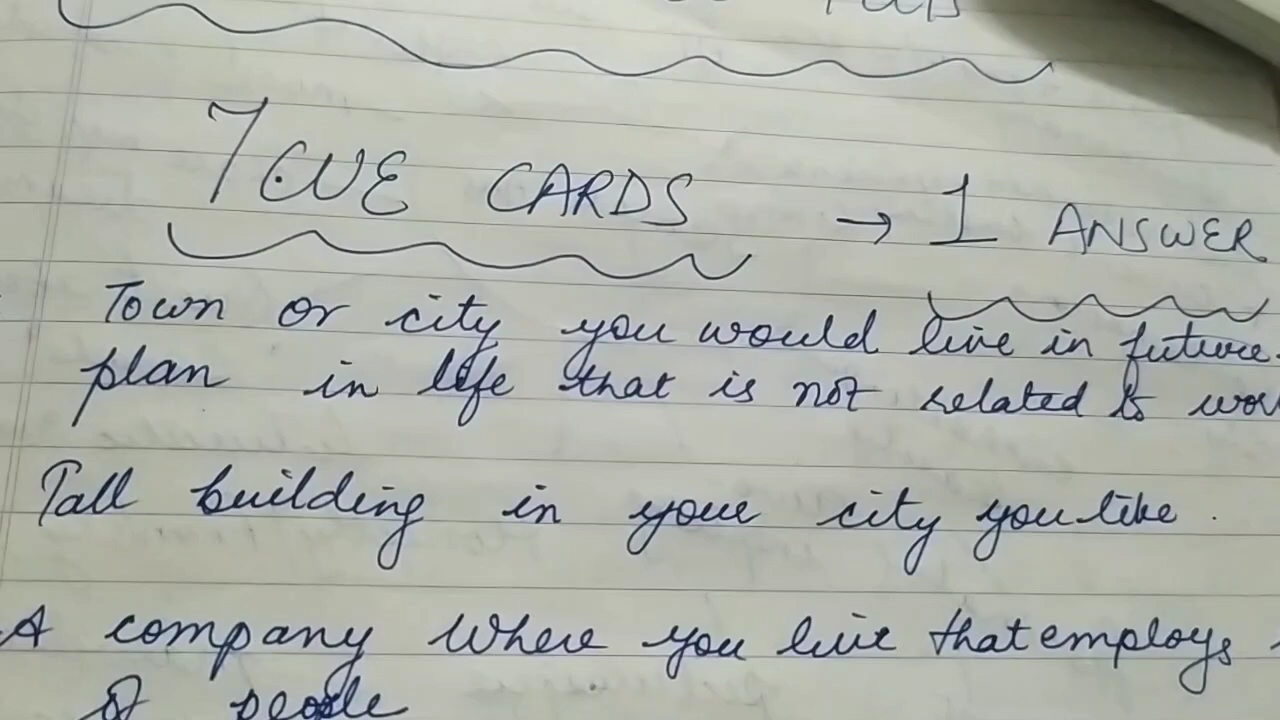 7 CUE CARDS → 1 ANSWER
Town or city you would live in future.
plan in life that is not related to
Tall building in your city you like.
A company where you live that employs
of people